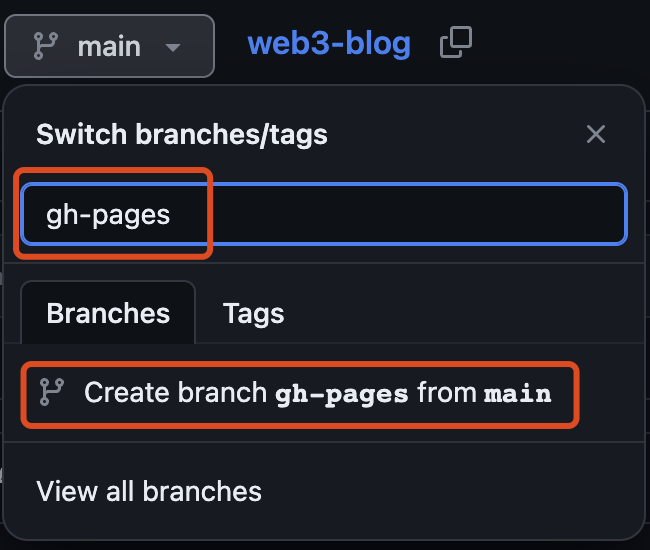 main web3-blog
Switch branches/tags
gh-pages
Branches Tags
Create branch gh-pages from main
View all branches